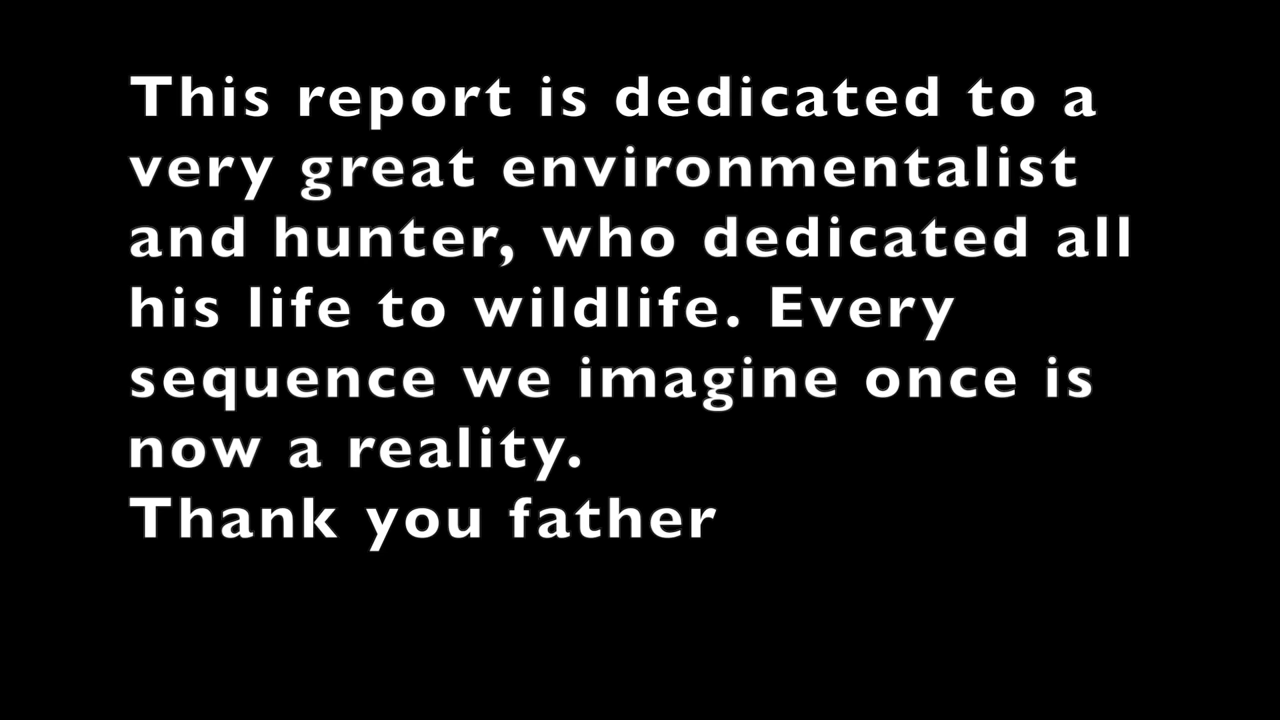 This report is dedicated to a
very great environmentalist
and hunter, who dedicated all
his life to wildlife. Every
sequence we imagine once is
now a reality.
Thank you father